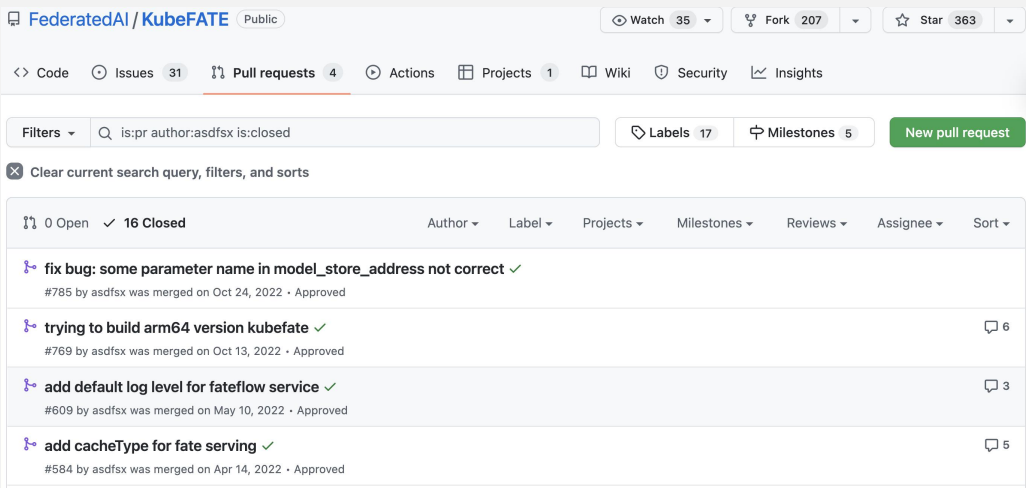 FederatedAI / KubeFATE Public Watch 35 Fork 207 Star 363
Code Issues 31 Pull requests 4 Actions Projects 1 Wiki Security Insights
Filters is:pr author:asdfsx is:closed Labels 17 Milestones 5 New pull request
Clear current search query, filters, and sorts
0 Open 16 Closed Author Label Projects Milestones Reviews Assignee Sort
fix bug: some parameter name in model_store_address not correct
#785 by asdfsx was merged on Oct 24, 2022 • Approved
trying to build arm64 version kubefate 6
#769 by asdfsx was merged on Oct 13, 2022 • Approved
add default log level for fateflow service 3
#609 by asdfsx was merged on May 10, 2022 • Approved
add cacheType for fate serving 5
#584 by asdfsx was merged on Apr 14, 2022 • Approved